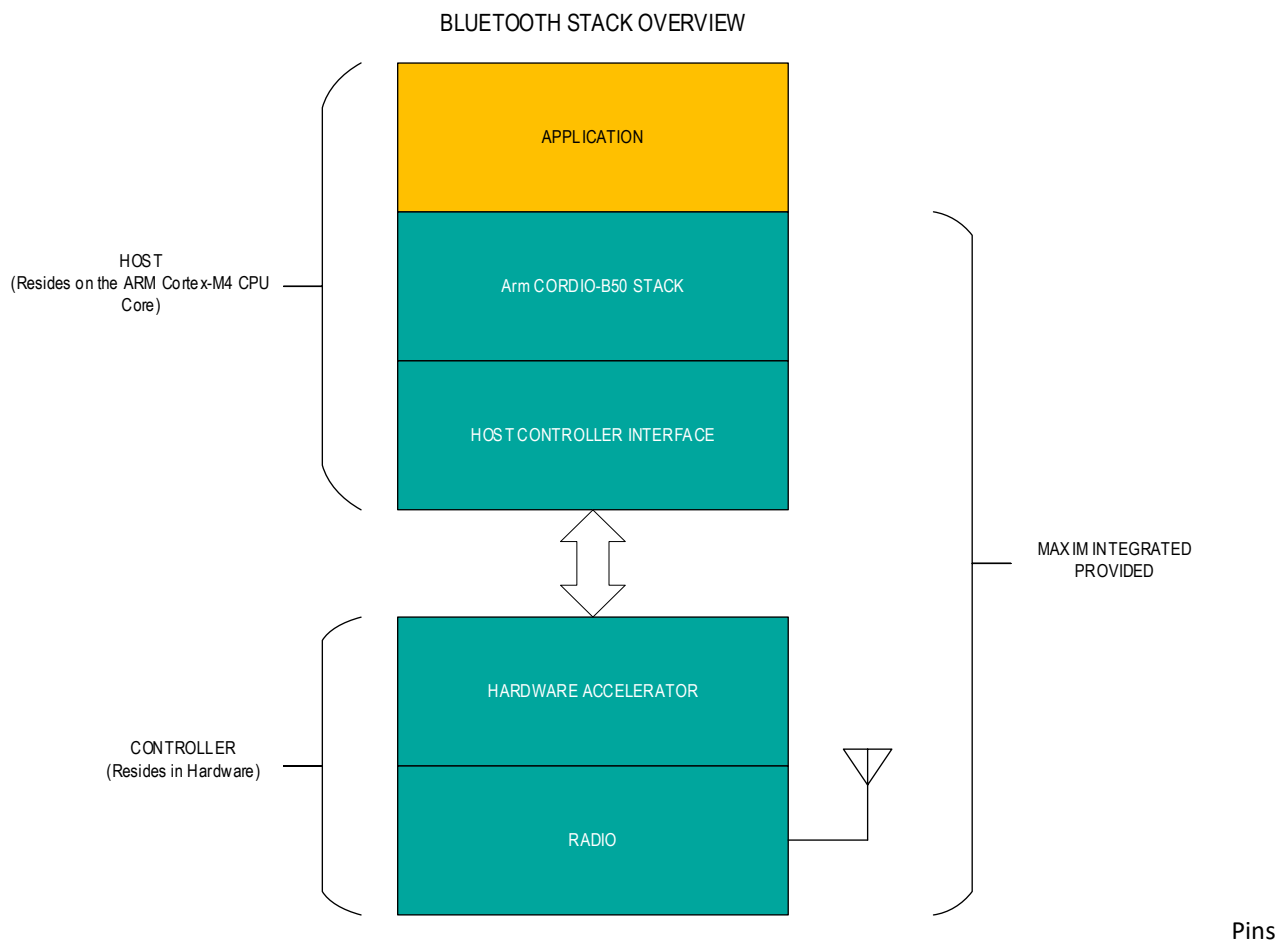 BLUETOOTH STACK OVERVIEW
APPLICATION
HOST
(Resides on the ARM Cortex-M4 CPU
Core)
Arm CORDIO-B50 STACK
HOST CONTROLLER INTERFACE
MAXIM INTEGRATED
PROVIDED
HARDWARE ACCELERATOR
CONTROLLER
(Resides in Hardware)
RADIO
Pins